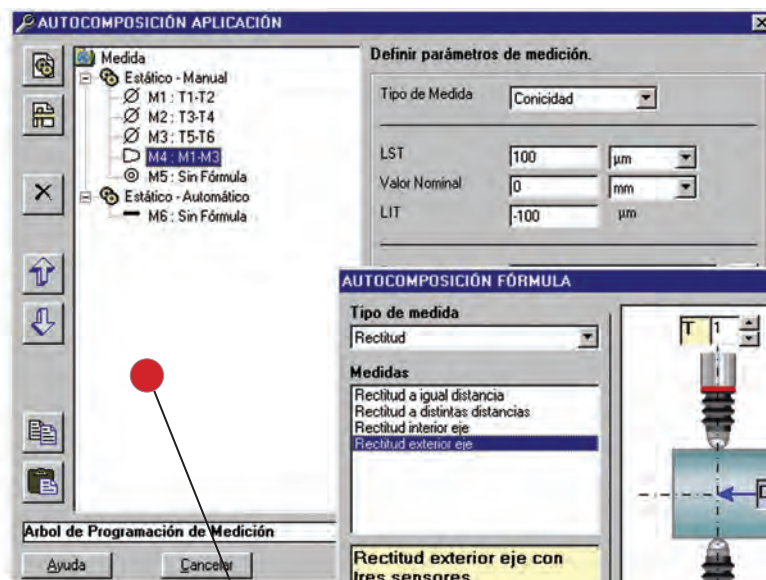 AUTOCOMPOSICIÓN APLICACIÓN
Medida
Estático - Manual
M1 : T1-T2
M2 : T3-T4
M3 : T5-T6
M4 : M1-M3
M5 : Sin Fórmula
Estático - Automático
M6 : Sin Fórmula
Arbol de Programación de Medición
Ayuda
Cancelar
Definir parámetros de medición.
Tipo de Medida Conicidad
LST 100 µm
Valor Nominal 0 mm
LIT -100 µm
AUTOCOMPOSICIÓN FÓRMULA
Tipo de medida
Rectitud
Medidas
Rectitud a igual distancia
Rectitud a distintas distancias
Rectitud interior eje
Rectitud exterior eje
Rectitud exterior eje con
tres sensores
T 1